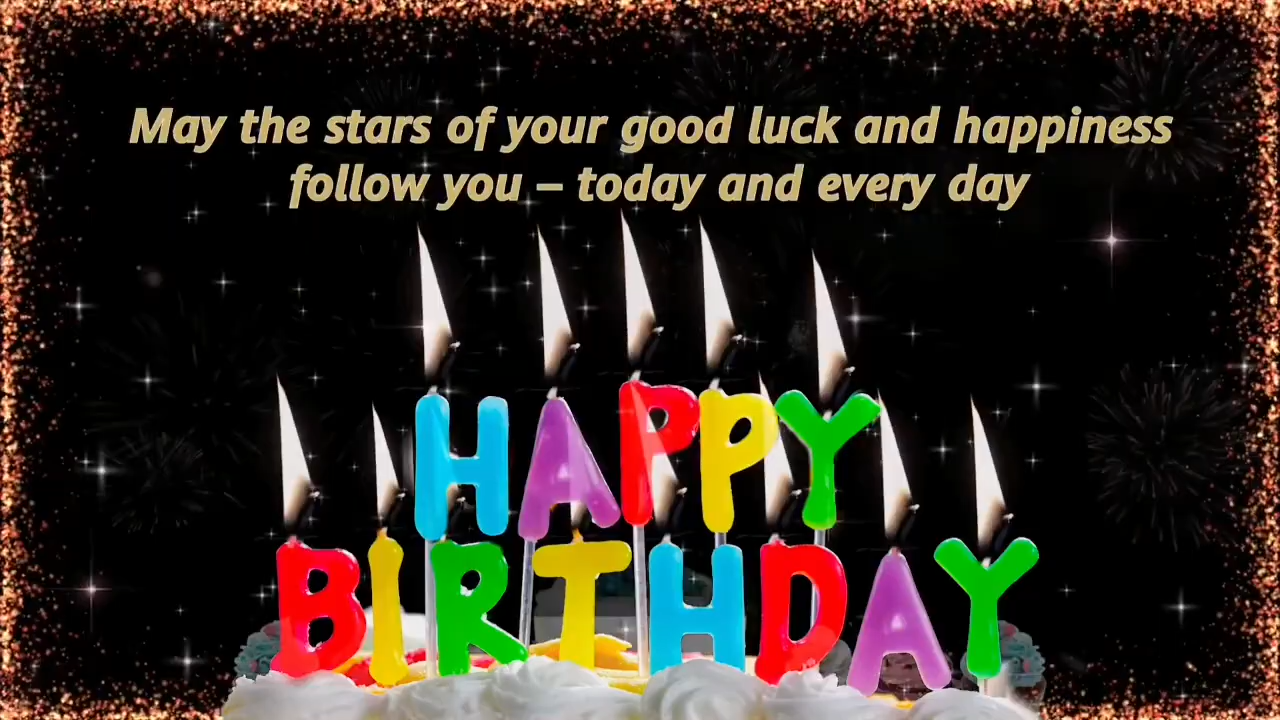 May the stars of your good luck and happiness
follow you – today and every day
HAPPY
BIRTHDAY